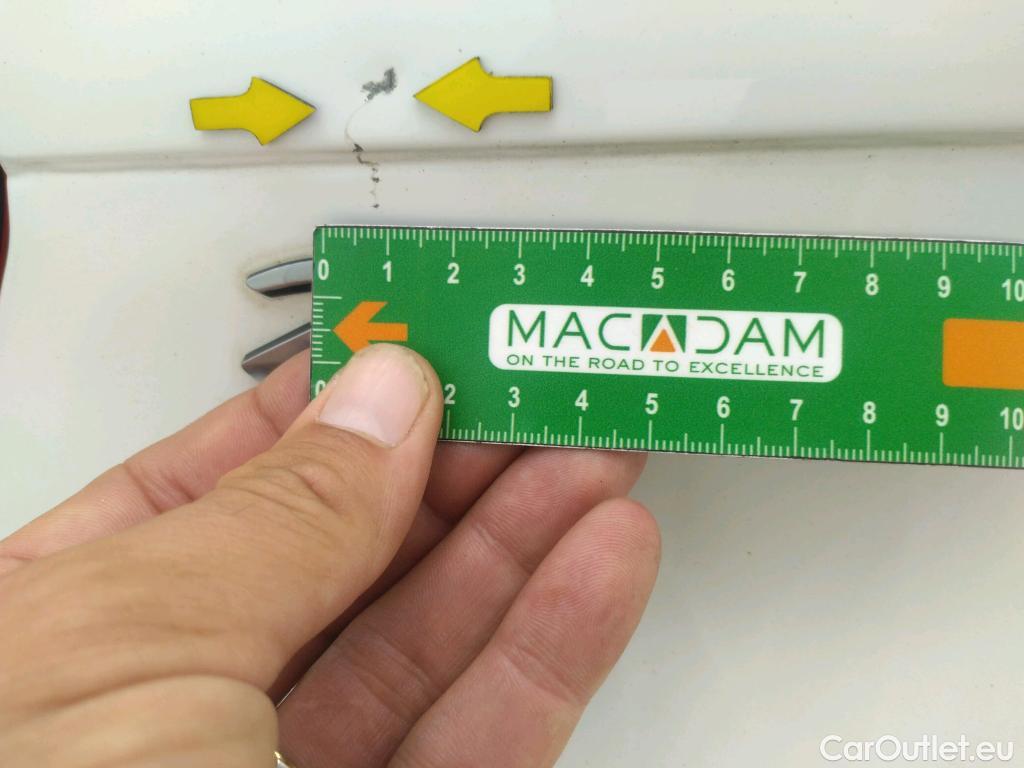 0 1 2 3 4 5 6 7 8 9 10
MACADAM
ON THE ROAD TO EXCELLENCE
0 2 3 4 5 6 7 8 9 10
CarOutlet.eu